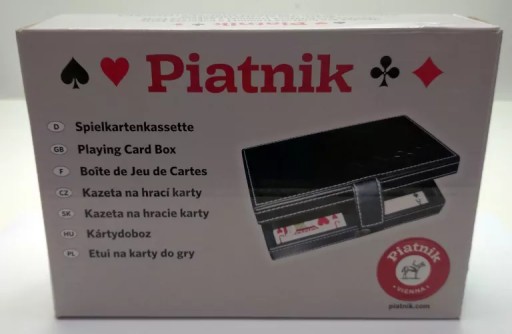 Piatnik
D Spielkartenkassette
GB Playing Card Box
F Boîte de Jeu de Cartes
CZ Kazeta na hrací karty
SK Kazeta na hracie karty
HU Kártydoboz
PL Etui na karty do gry
Piatnik
VIENNA
piatnik.com